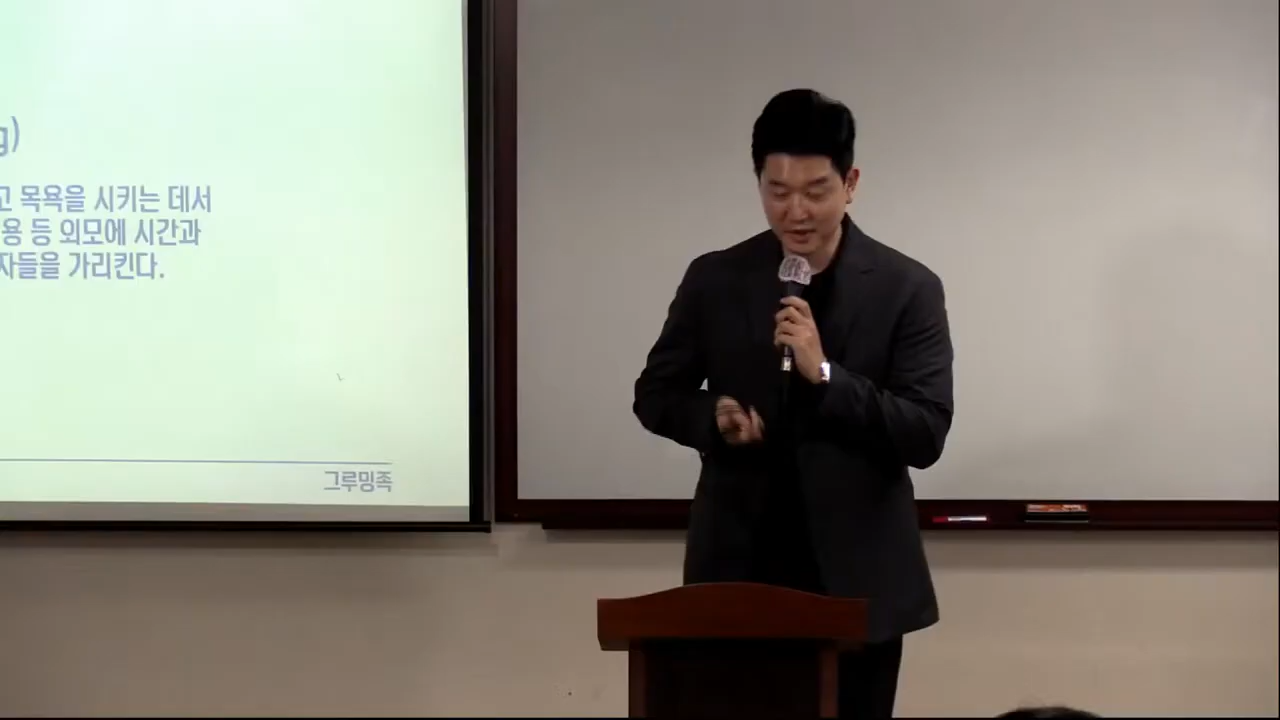 g)
고 목욕을 시키는 데서
용 등 외모에 시간과
자들을 가리킨다.
그루밍족